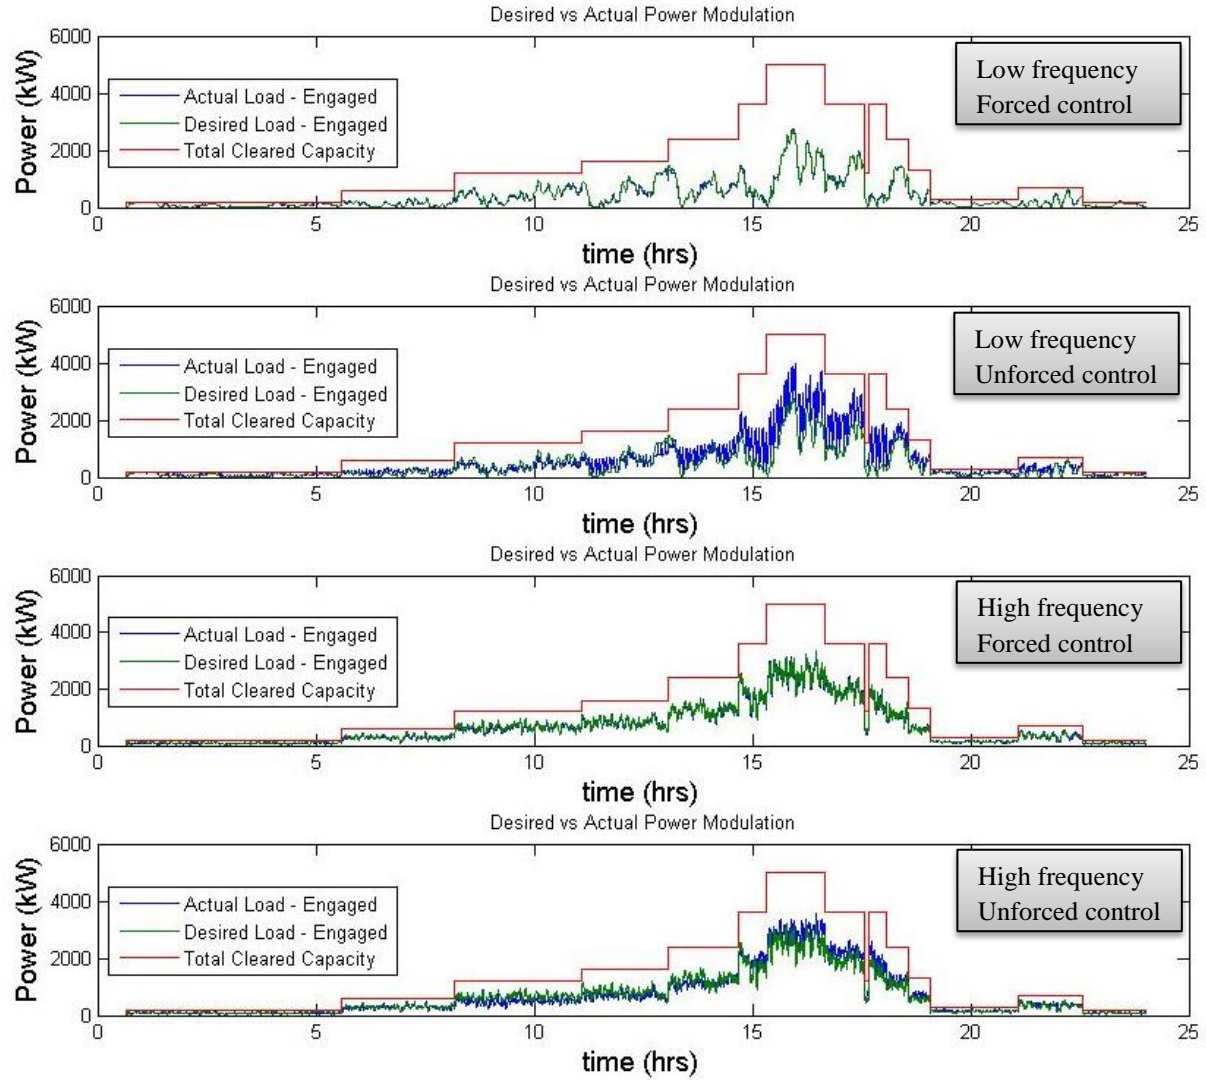 Desired vs Actual Power Modulation
6000
4000
2000
0
Power (kW)
Actual Load - Engaged
Desired Load - Engaged
Total Cleared Capacity
Low frequency
Forced control
0 5 10 15 20 25
time (hrs)
Desired vs Actual Power Modulation
6000
4000
2000
0
Power (kW)
Actual Load - Engaged
Desired Load - Engaged
Total Cleared Capacity
Low frequency
Unforced control
0 5 10 15 20 25
time (hrs)
Desired vs Actual Power Modulation
6000
4000
2000
0
Power (kW)
Actual Load - Engaged
Desired Load - Engaged
Total Cleared Capacity
High frequency
Forced control
0 5 10 15 20 25
time (hrs)
Desired vs Actual Power Modulation
6000
4000
2000
0
Power (kW)
Actual Load - Engaged
Desired Load - Engaged
Total Cleared Capacity
High frequency
Unforced control
0 5 10 15 20 25
time (hrs)